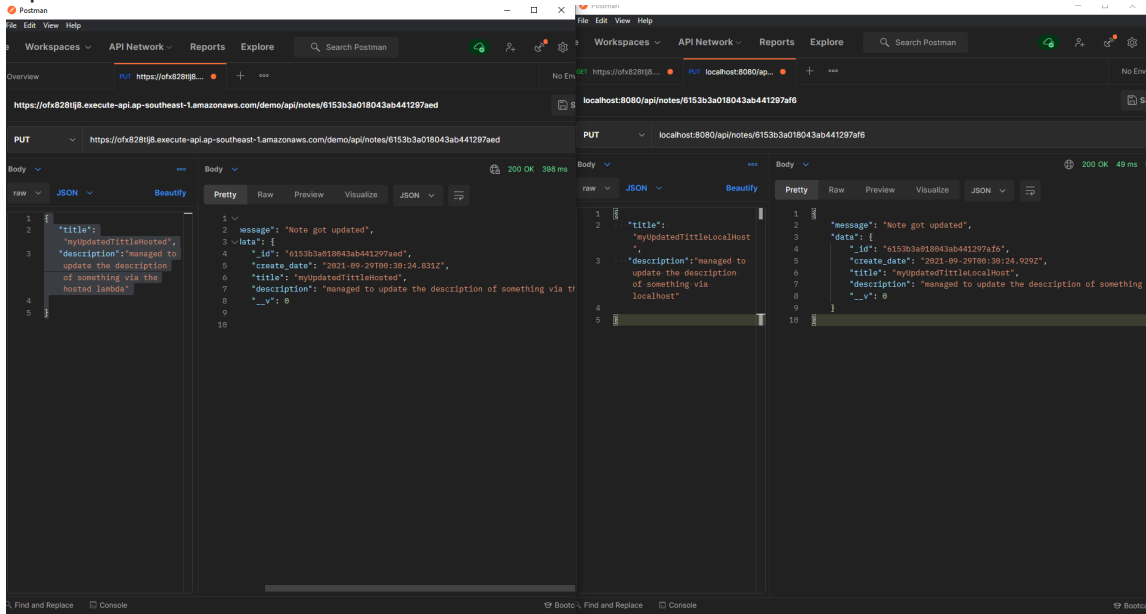 Postman
File Edit View Help
Workspaces API Network Reports Explore Search Postman
Overview PUT https://ofx828tlj8.... + ooo No En
https://ofx828tlj8.execute-api.ap-southeast-1.amazonaws.com/demo/api/notes/6153b3a018043ab441297aed
PUT https://ofx828tlj8.execute-api.ap-southeast-1.amazonaws.com/demo/api/notes/6153b3a018043ab441297aed
Body ooo Body 200 OK 398 ms
raw JSON Beautify Pretty Raw Preview Visualize JSON
1 {
2 "title":
"myUpdatedTittleHosted",
3 "description":"managed to
update the description
of something via the
hosted lambda"
4
5 }
1
2 essage": "Note got updated",
3 lata": {
4 "_id": "6153b3a018043ab441297aed",
5 "create_date": "2021-09-29T00:30:24.831Z",
6 "title": "myUpdatedTittleHosted",
7 "description": "managed to update the description of something via th
8 "__v": 0
9
10
Find and Replace Console Bootc
Postman
File Edit View Help
Workspaces API Network Reports Explore Search Postman
GET https://ofx828tlj8.... PUT localhost:8080/ap... + ooo No Env
localhost:8080/api/notes/6153b3a018043ab441297af6
PUT localhost:8080/api/notes/6153b3a018043ab441297af6
Body ooo Body 200 OK 49 ms
raw JSON Beautify Pretty Raw Preview Visualize JSON
1 {
2 "title":
"myUpdatedTittleLocalHost
",
3 "description":"managed to
update the description
of something via
localhost"
4
5 }
1 {
2 "message": "Note got updated",
3 "data": {
4 "_id": "6153b3a018043ab441297af6",
5 "create_date": "2021-09-29T00:30:24.929Z",
6 "title": "myUpdatedTittleLocalHost",
7 "description": "managed to update the description of something
8 "__v": 0
9 }
10 }
Find and Replace Console Bootc